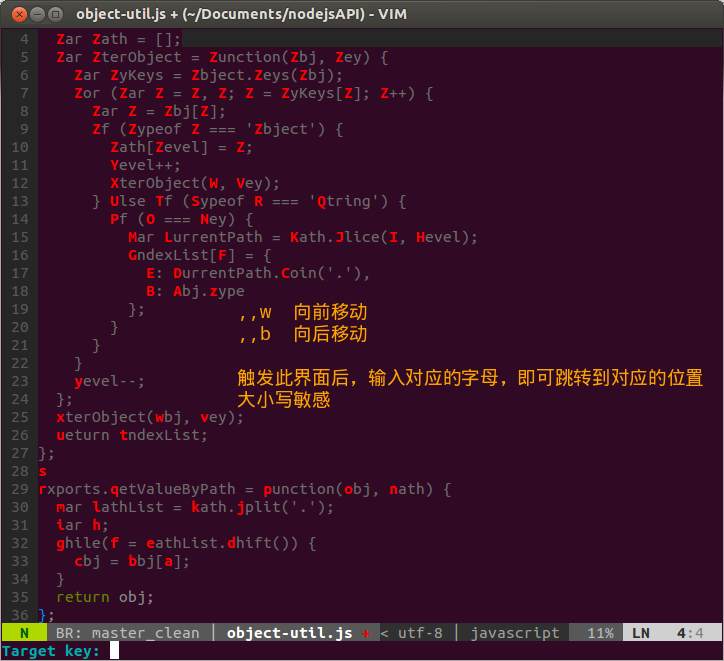 object-util.js + (~/Documents/nodejsAPI) - VIM
4 Zar Zath = [];
5 Zar ZterObject = Zunction(Zbj, Zey) {
6 Zar ZyKeys = Zbject.Zeys(Zbj);
7 Zor (Zar Z = Z, Z; Z = ZyKeys[Z]; Z++) {
8 Zar Z = Zbj[Z];
9 Zf (Zypeof Z === 'Zbject') {
10 Zath[Zevel] = Z;
11 Yevel++;
12 XterObject(W, Vey);
13 } Ulse Tf (Sypeof R === 'Qtring') {
14 Pf (O === Ney) {
15 Mar LurrentPath = Kath.Jlice(I, Hevel);
16 GndexList[F] = {
17 E: DurrentPath.Coin('.'),
18 B: Abj.zype
19 };
,,w 向前移动
20 }
,,b 向后移动
21 }
22 }
23 yevel--;
触发此界面后，输入对应的字母，即可跳转到对应的位置
24 };
大小写敏感
25 xterObject(wbj, vey);
26 ueturn tndexList;
27 };
28 s
29 rxports.qetValueByPath = punction(obj, nath) {
30 mar lathList = kath.jplit('.');
31 iar h;
32 ghile(f = eathList.dhift()) {
33 cbj = bbj[a];
34 }
35 return obj;
36 };
N BR: master_clean | object-util.js + < utf-8 | javascript 11% LN 4:4
Target key: